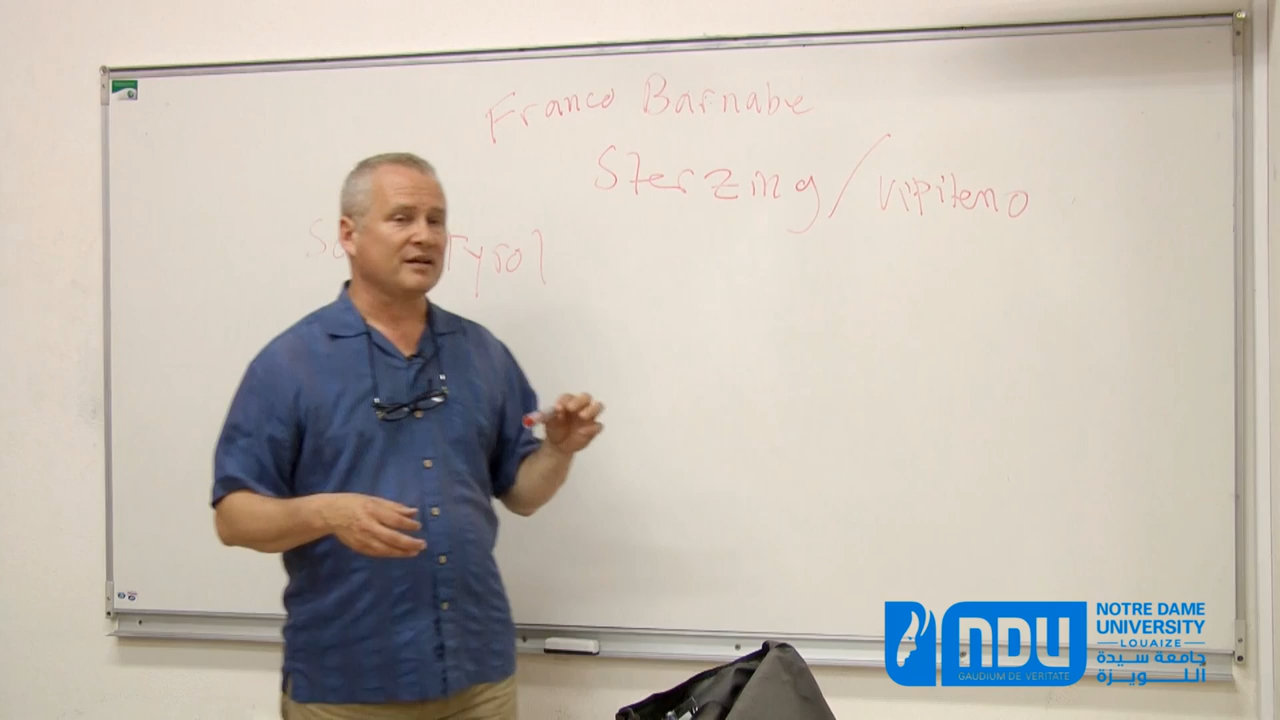 Franco Barnabe
Sterzing/Vipiteno
Tyrol
NDU
GAUDIUM DE VERITATE
NOTRE DAME
UNIVERSITY
LOUAIZE
جامعة سيدة
اللويزة